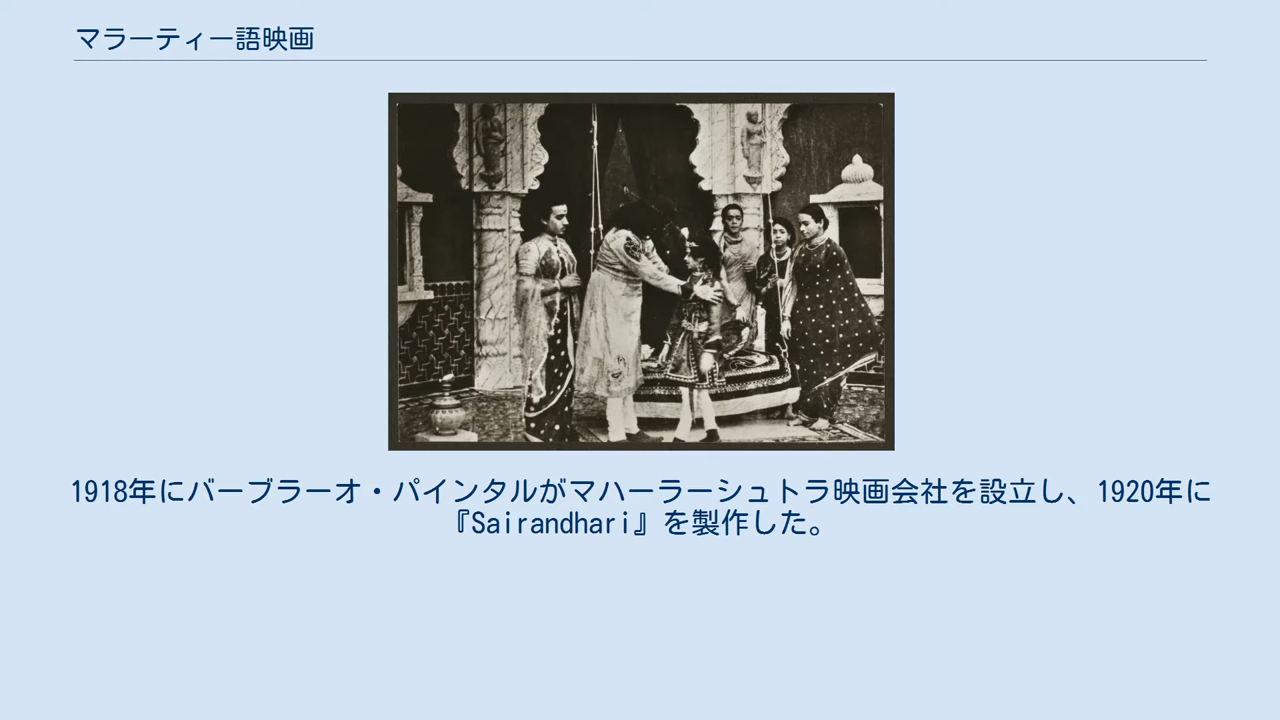 マラーティー語映画
1918年にバーブラーオ・パインタルがマハーラーシュトラ映画会社を設立し、1920年に
『Sairandhari』を製作した。